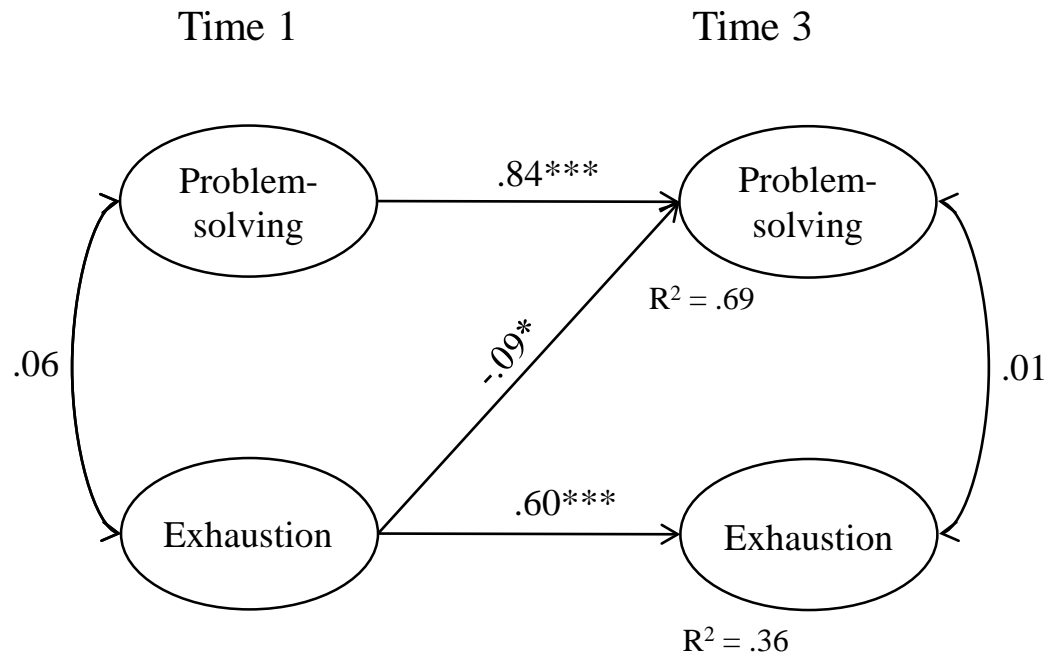 Time 1
Time 3
Problem-
solving
.84***
Problem-
solving
R² = .69
-.09*
.06
.01
Exhaustion
.60***
Exhaustion
R² = .36